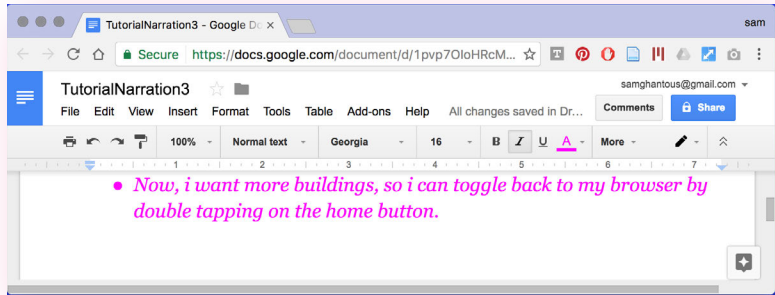 TutorialNarration3 - Google Do × sam
Secure https://docs.google.com/document/d/1pvp7OIoHRcM...
TutorialNarration3 samghantous@gmail.com
File Edit View Insert Format Tools Table Add-ons Help All changes saved in Dr... Comments Share
100% Normal text Georgia 16 B I U A More
1 2 3 4 5 6 7
• Now, i want more buildings, so i can toggle back to my browser by
double tapping on the home button.